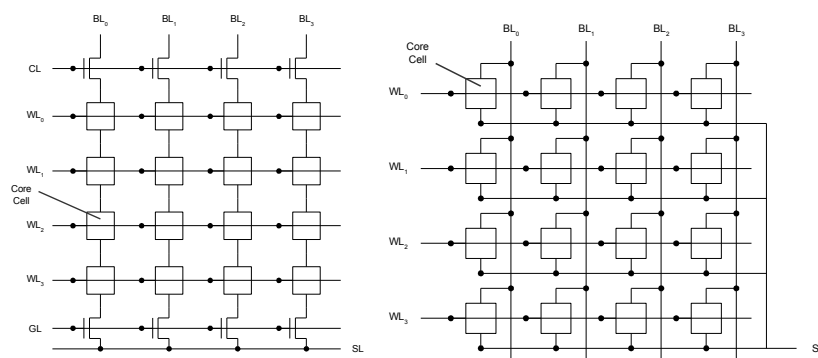 BL0 BL1 BL2 BL3
CL
WL0
WL1
Core
Cell
WL2
WL3
GL
SL
BL0 BL1 BL2 BL3
Core
Cell
WL0
WL1
WL2
WL3
S